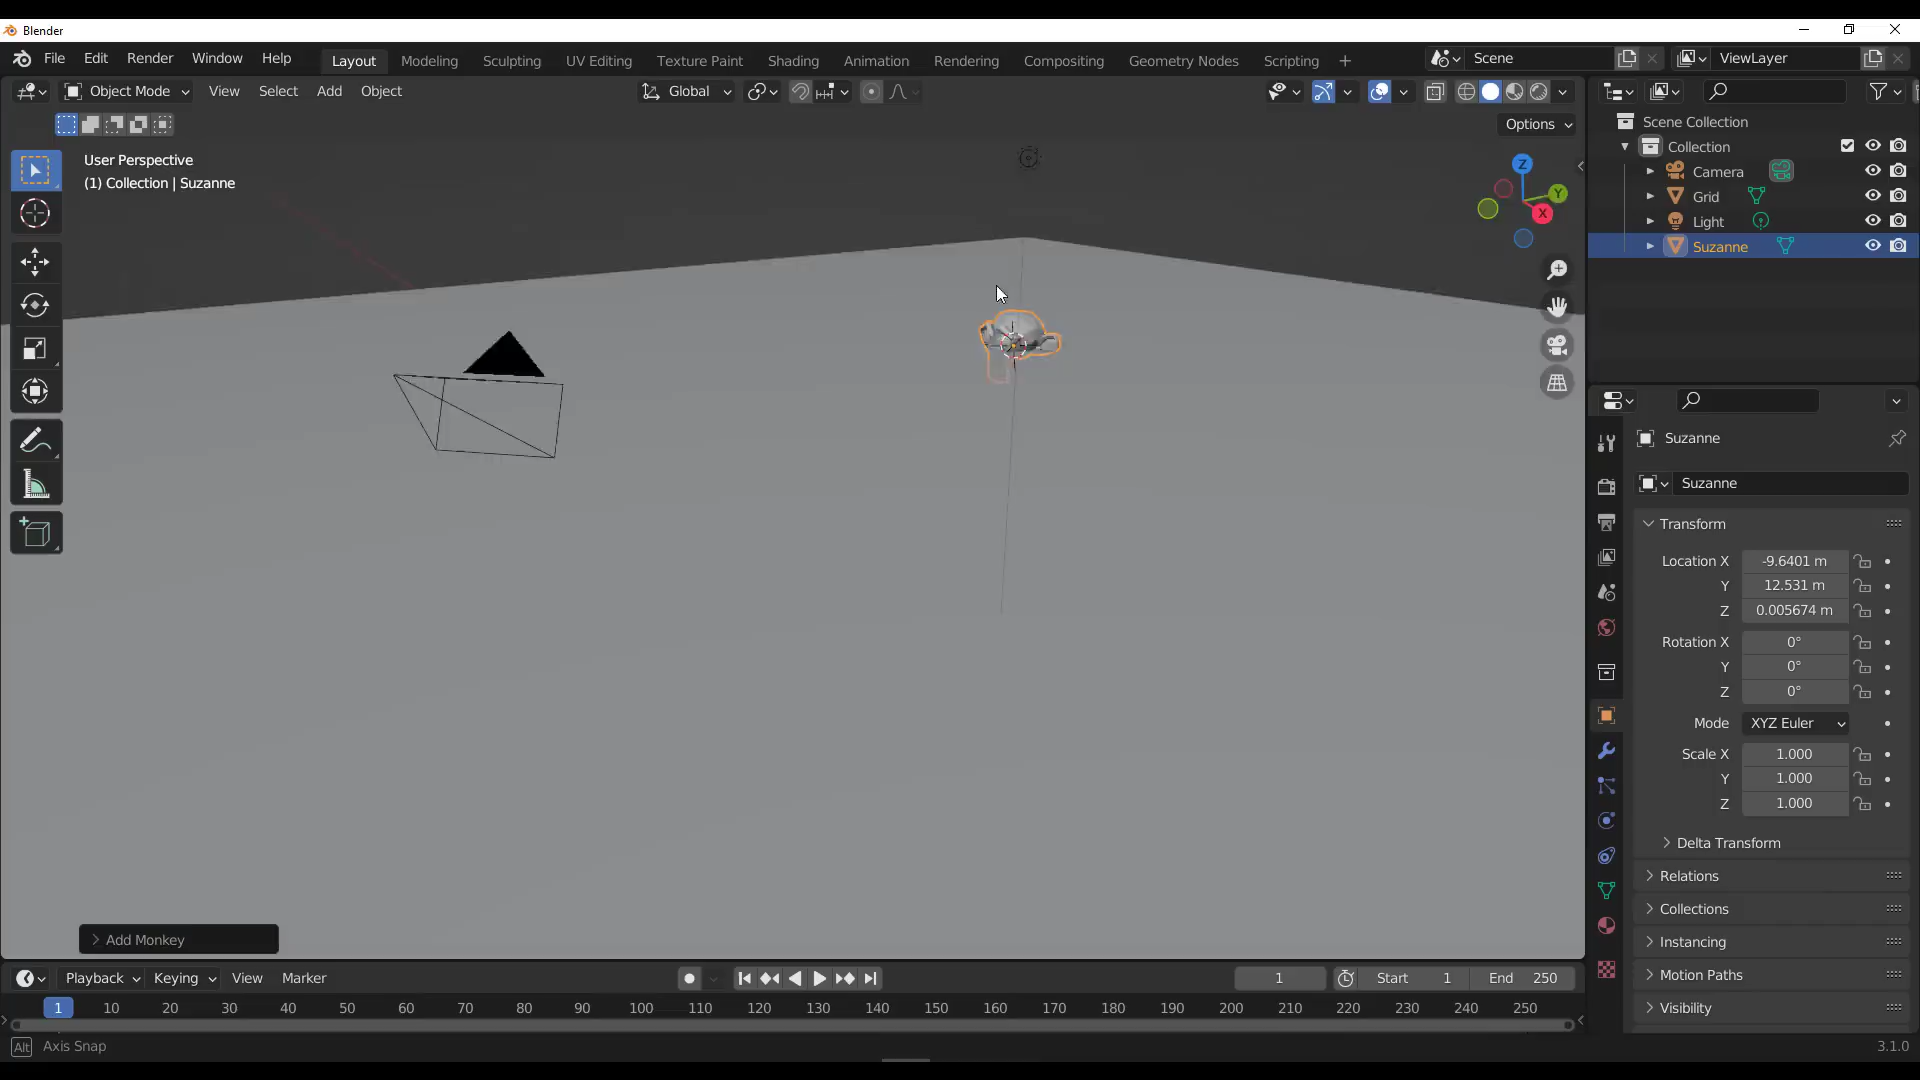 Blender
File Edit Render Window Help Layout Modeling Sculpting UV Editing Texture Paint Shading Animation Rendering Compositing Geometry Nodes Scripting + Scene ViewLayer
Object Mode View Select Add Object Global
Options
User Perspective
(1) Collection | Suzanne
Z
Y
X
Scene Collection
Collection
Camera
Grid
Light
Suzanne
Suzanne
Suzanne
Transform
Location X -9.6401 m
Y 12.531 m
Z 0.005674 m
Rotation X 0°
Y 0°
Z 0°
Mode XYZ Euler
Scale X 1.000
Y 1.000
Z 1.000
Delta Transform
Relations
Collections
Instancing
Motion Paths
Visibility
Add Monkey
Playback Keying View Marker 1 Start 1 End 250
1 10 20 30 40 50 60 70 80 90 100 110 120 130 140 150 160 170 180 190 200 210 220 230 240 250
Alt Axis Snap 3.1.0